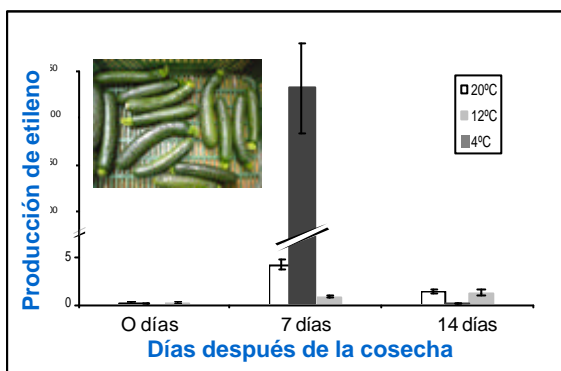 Producción de etileno
20ºC
12ºC
4ºC
5
0
O días
7 días
14 días
Días después de la cosecha